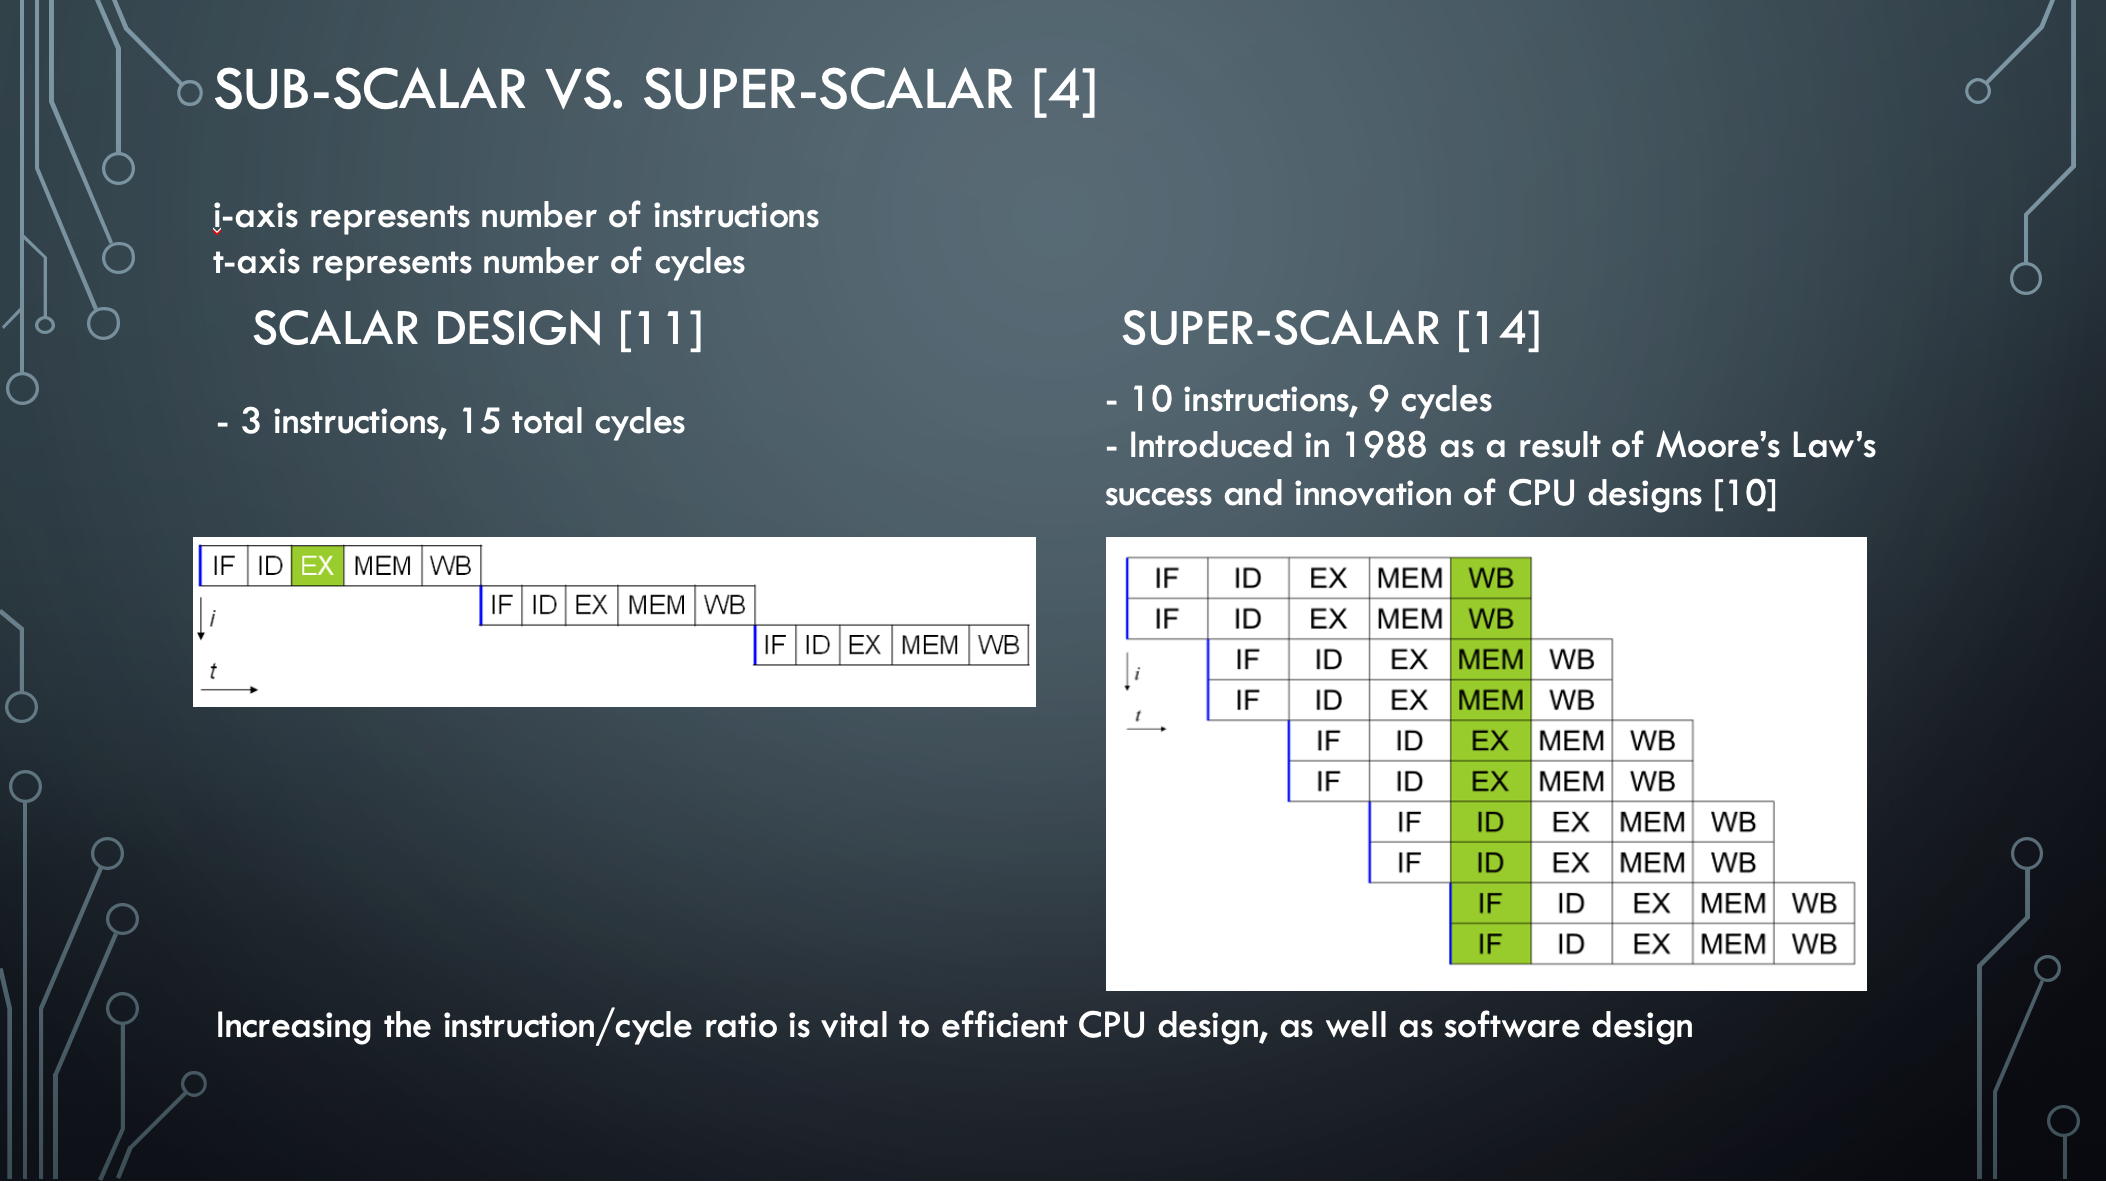 SUB-SCALAR VS. SUPER-SCALAR [4]
i-axis represents number of instructions
t-axis represents number of cycles
SCALAR DESIGN [11]
- 3 instructions, 15 total cycles
IF ID EX MEM WB
IF ID EX MEM WB
i
IF ID EX MEM WB
t
SUPER-SCALAR [14]
- 10 instructions, 9 cycles
- Introduced in 1988 as a result of Moore's Law's
success and innovation of CPU designs [10]
IF ID EX MEM WB
IF ID EX MEM WB
IF ID EX MEM WB
i
IF ID EX MEM WB
t
IF ID EX MEM WB
IF ID EX MEM WB
IF ID EX MEM WB
IF ID EX MEM WB
IF ID EX MEM WB
IF ID EX MEM WB
Increasing the instruction/cycle ratio is vital to efficient CPU design, as well as software design